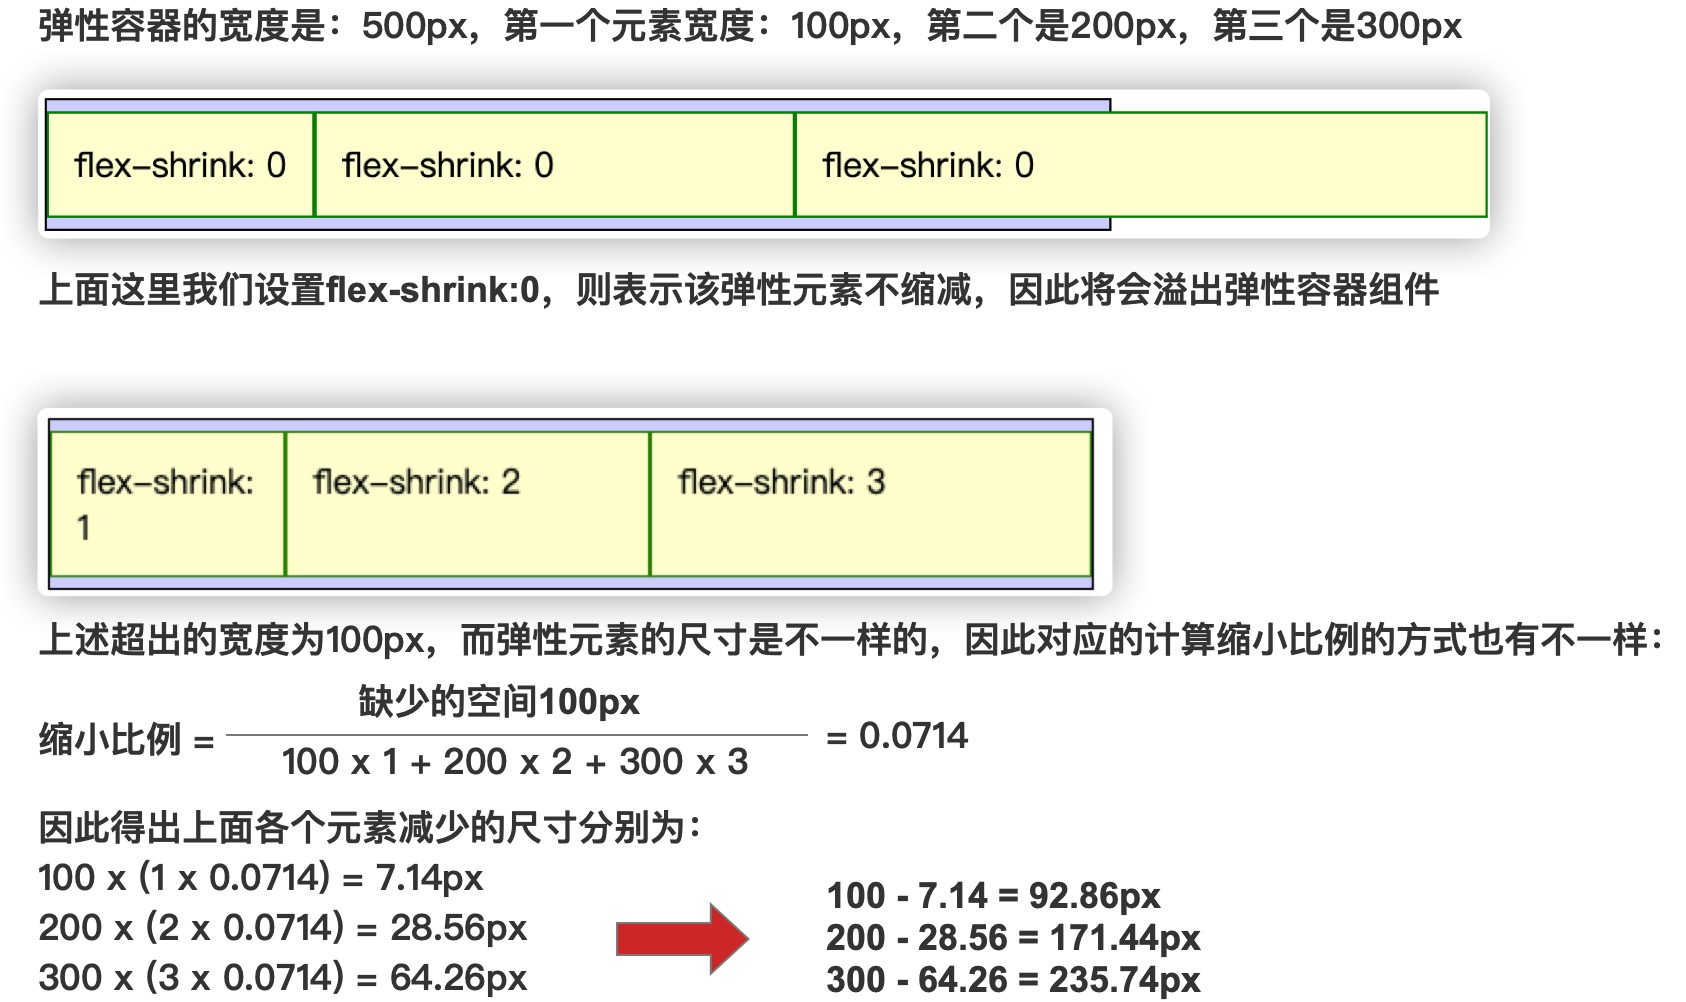 弹性容器的宽度是：500px，第一个元素宽度：100px，第二个是200px，第三个是300px
flex-shrink: 0
flex-shrink: 0
flex-shrink: 0
上面这里我们设置flex-shrink:0，则表示该弹性元素不缩减，因此将会溢出弹性容器组件
flex-shrink:
1
flex-shrink: 2
flex-shrink: 3
上述超出的宽度为100px，而弹性元素的尺寸是不一样的，因此对应的计算缩小比例的方式也有不一样：
缺少的空间100px
缩小比例 =
100 x 1 + 200 x 2 + 300 x 3
= 0.0714
因此得出上面各个元素减少的尺寸分别为：
100 x (1 x 0.0714) = 7.14px
200 x (2 x 0.0714) = 28.56px
300 x (3 x 0.0714) = 64.26px
100 - 7.14 = 92.86px
200 - 28.56 = 171.44px
300 - 64.26 = 235.74px